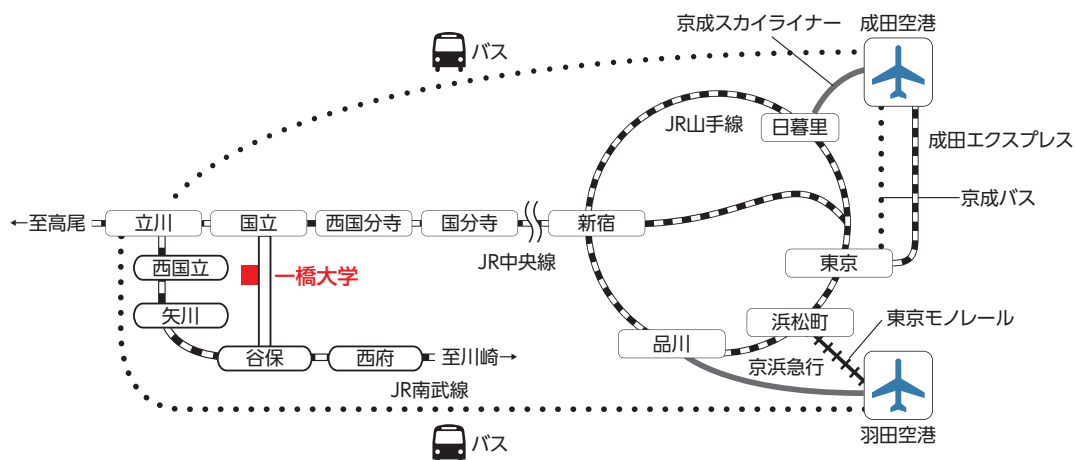 京成スカイライナー
成田空港
バス
JR山手線
日暮里
成田エクスプレス
京成バス
←至高尾
立川
国立
西国分寺
国分寺
新宿
JR中央線
西国立
一橋大学
東京
矢川
浜松町
東京モノレール
品川
谷保
西府
至川崎→
京浜急行
JR南武線
羽田空港
バス